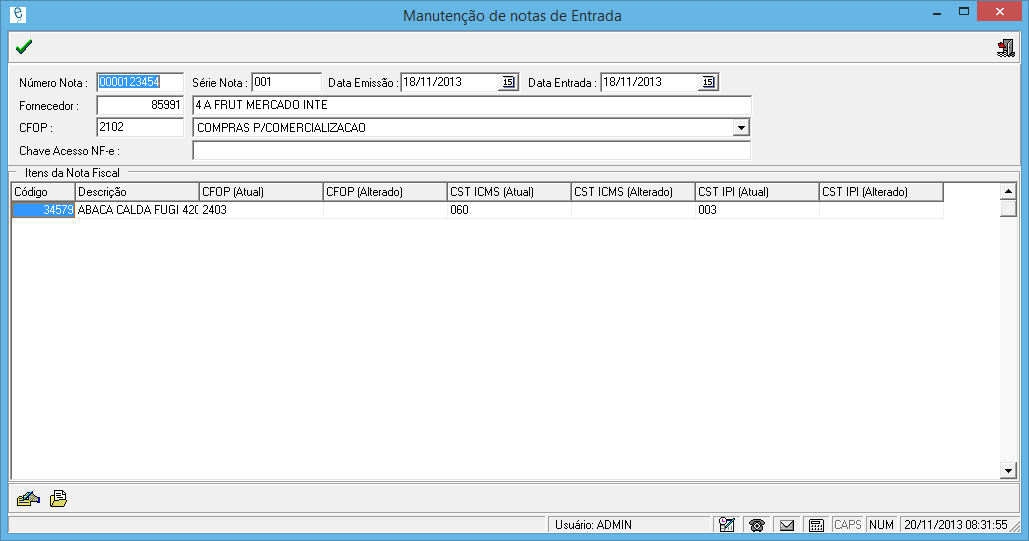 Manutenção de notas de Entrada
Número Nota : 0000123454 Série Nota : 001 Data Emissão : 18/11/2013 15 Data Entrada : 18/11/2013 15
Fornecedor : 85991 4 A FRUT MERCADO INTE
CFOP : 2102 COMPRAS P/COMERCIALIZACAO
Chave Acesso NF-e :
Itens da Nota Fiscal
Código Descrição CFOP (Atual) CFOP (Alterado) CST ICMS (Atual) CST ICMS (Alterado) CST IPI (Atual) CST IPI (Alterado)
34579 ABACA CALDA FUGI 420 2403 060 003
Usuário: ADMIN CAPS NUM 20/11/2013 08:31:55